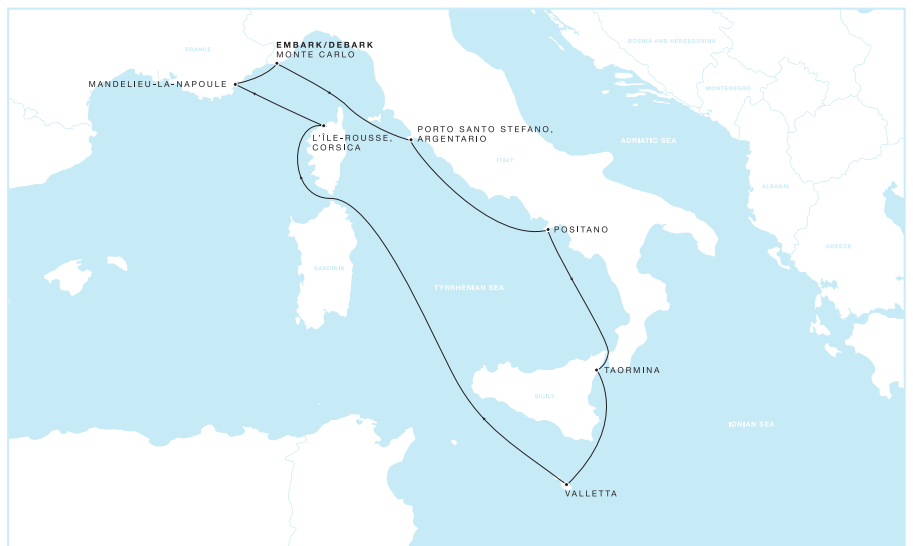 FRANCE
EMBARK/DEBARK
MONTE CARLO
BOSNIA AND HERZEGOVINA
MANDELIEU-LA-NAPOULE
MONTENEGRO
PORTO SANTO STEFANO,
ARGENTARIO
L'ÎLE-ROUSSE,
CORSICA
ADRIATIC SEA
ITALY
ALBANIA
POSITANO
GREECE
SARDINIA
TYRRHENIAN SEA
TAORMINA
SICILY
IONIAN SEA
VALLETTA